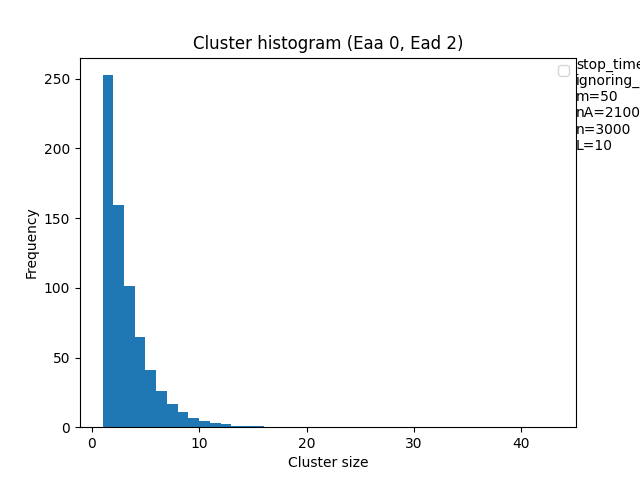 Cluster histogram (Eaa 0, Ead 2)
stop_time
ignoring_
m=50
nA=2100
n=3000
L=10
250
200
150
100
50
0
Frequency
0 10 20 30 40
Cluster size